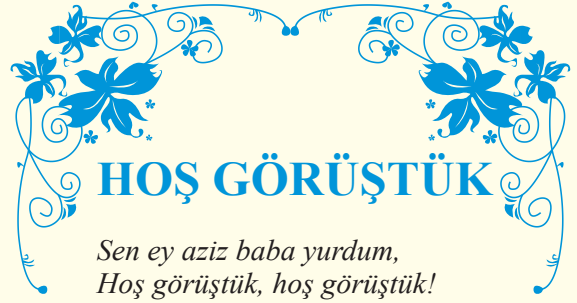 HOŞ GÖRÜŞTÜK
Sen ey aziz baba yurdum,
Hoş görüştük, hoş görüştük!